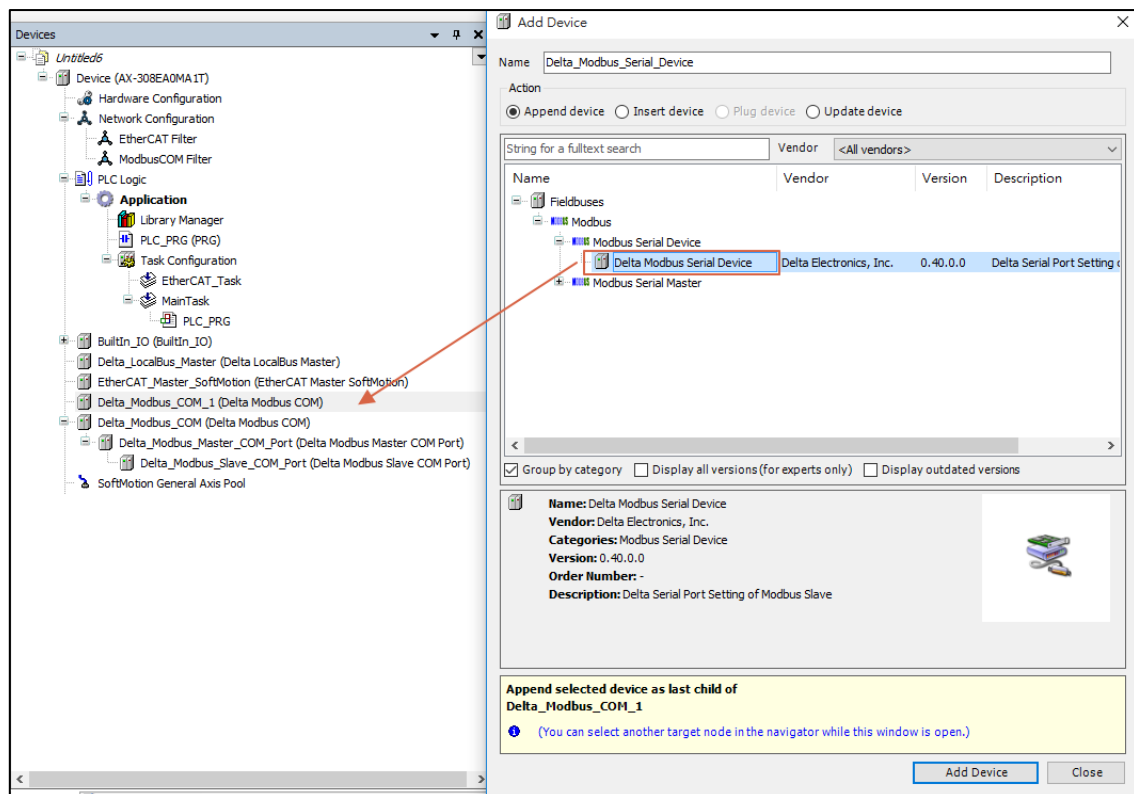 Devices
Untitled6
Device (AX-308EA0MA1T)
Hardware Configuration
Network Configuration
EtherCAT Filter
ModbusCOM Filter
PLC Logic
Application
Library Manager
PLC_PRG (PRG)
Task Configuration
EtherCAT_Task
MainTask
PLC_PRG
BuiltIn_IO (BuiltIn_IO)
Delta_LocalBus_Master (Delta LocalBus Master)
EtherCAT_Master_SoftMotion (EtherCAT Master SoftMotion)
Delta_Modbus_COM_1 (Delta Modbus COM)
Delta_Modbus_COM (Delta Modbus COM)
Delta_Modbus_Master_COM_Port (Delta Modbus Master COM Port)
Delta_Modbus_Slave_COM_Port (Delta Modbus Slave COM Port)
SoftMotion General Axis Pool
Add Device
Name Delta_Modbus_Serial_Device
Action
Append device Insert device Plug device Update device
String for a fulltext search Vendor <All vendors>
Name Vendor Version Description
Fieldbuses
Modbus
Modbus Serial Device
Delta Modbus Serial Device Delta Electronics, Inc. 0.40.0.0 Delta Serial Port Setting
Modbus Serial Master
Group by category Display all versions (for experts only) Display outdated versions
Name: Delta Modbus Serial Device
Vendor: Delta Electronics, Inc.
Categories: Modbus Serial Device
Version: 0.40.0.0
Order Number: -
Description: Delta Serial Port Setting of Modbus Slave
Append selected device as last child of
Delta_Modbus_COM_1
(You can select another target node in the navigator while this window is open.)
Add Device Close